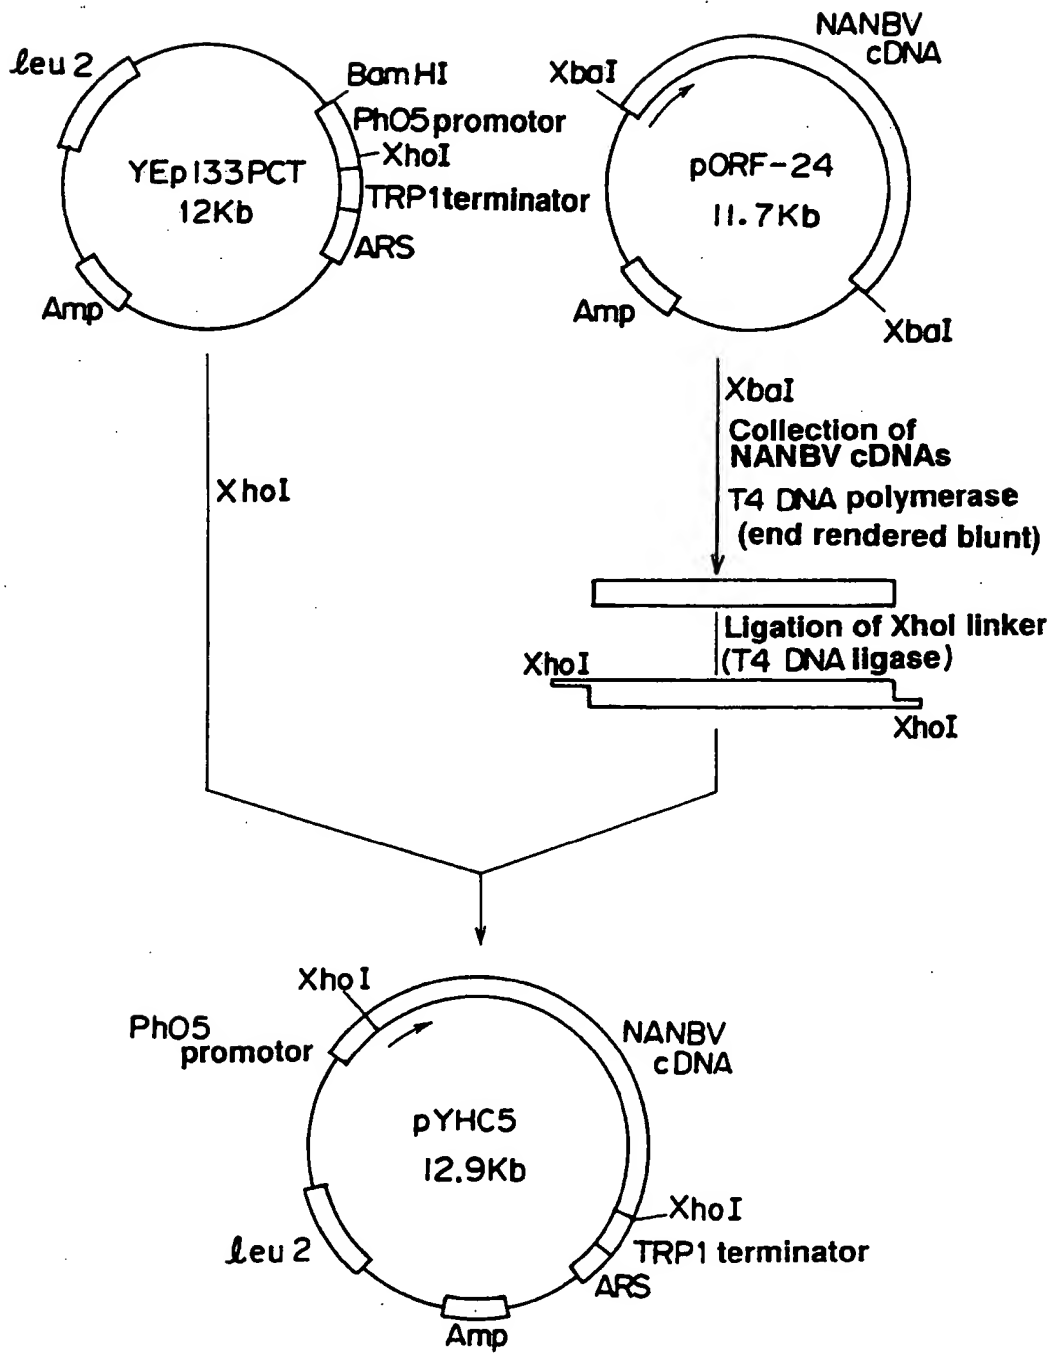 leu 2
BamHI
PhO5 promotor
XhoI
TRP1 terminator
ARS
Amp
YEp133PCT
12Kb
NANBV
cDNA
XbaI
pORF-24
11.7Kb
Amp
XbaI
XhoI
XbaI
Collection of
NANBV cDNAs
T4 DNA polymerase
(end rendered blunt)
Ligation of XhoI linker
(T4 DNA ligase)
XhoI
XhoI
XhoI
PhO5
promotor
NANBV
cDNA
pYHC5
12.9Kb
XhoI
TRP1 terminator
ARS
leu 2
Amp